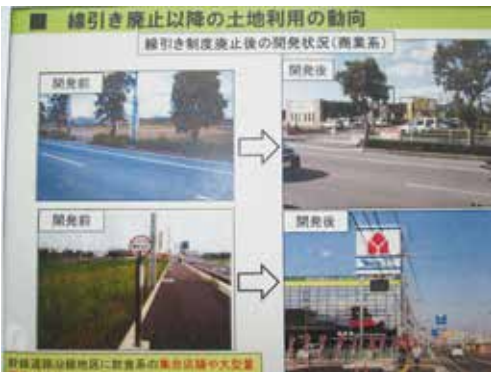 ■ 線引き廃止以降の土地利用の動向
線引き制度廃止後の開発状況(商業系)
開発前
開発後
開発前
開発後
幹線道路沿線地区に飲食系の集合店舗や大型量